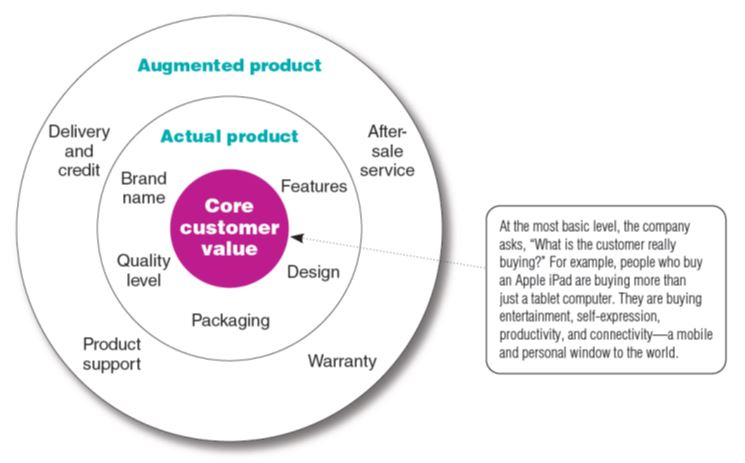 Augmented product
Delivery
and
credit
Actual product
After-
sale
service
Brand
name
Features
Core
customer
value
Quality
level
Design
Packaging
Product
support
Warranty
At the most basic level, the company
asks, “What is the customer really
buying?” For example, people who buy
an Apple iPad are buying more than
just a tablet computer. They are buying
entertainment, self-expression,
productivity, and connectivity—a mobile
and personal window to the world.